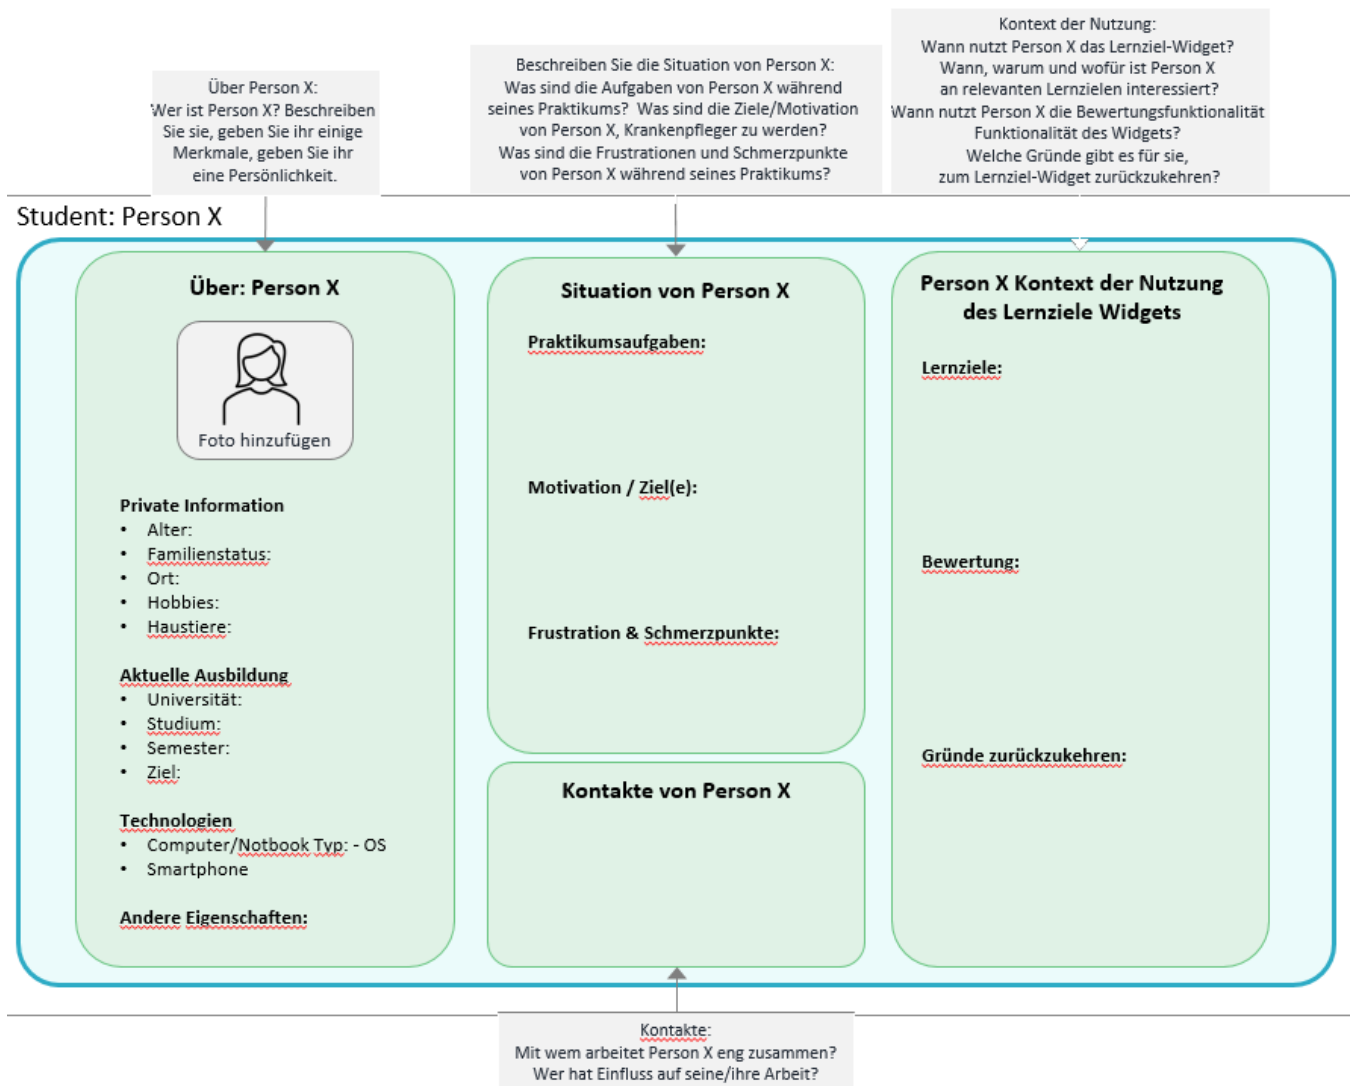 Über Person X:
Wer ist Person X? Beschreiben
Sie sie, geben Sie ihr einige
Merkmale, geben Sie ihr
eine Persönlichkeit.
Beschreiben Sie die Situation von Person X:
Was sind die Aufgaben von Person X während
seines Praktikums? Was sind die Ziele/Motivation
von Person X, Krankenpfleger zu werden?
Was sind die Frustrationen und Schmerzpunkte
von Person X während seines Praktikums?
Kontext der Nutzung:
Wann nutzt Person X das Lernziel-Widget?
Wann, warum und wofür ist Person X
an relevanten Lernzielen interessiert?
Wann nutzt Person X die Bewertungsfunktionalität
Funktionalität des Widgets?
Welche Gründe gibt es für sie,
zum Lernziel-Widget zurückzukehren?
Student: Person X
Über: Person X
Foto hinzufügen
Private Information
• Alter:
• Familienstatus:
• Ort:
• Hobbies:
• Haustiere:
Aktuelle Ausbildung
• Universität:
• Studium:
• Semester:
• Ziel:
Technologien
• Computer/Notbook Typ: - OS
• Smartphone
Andere Eigenschaften:
Situation von Person X
Praktikumsaufgaben:
Motivation / Ziel(e):
Frustration & Schmerzpunkte:
Kontakte von Person X
Person X Kontext der Nutzung
des Lernziele Widgets
Lernziele:
Bewertung:
Gründe zurückzukehren:
Kontakte:
Mit wem arbeitet Person X eng zusammen?
Wer hat Einfluss auf seine/ihre Arbeit?